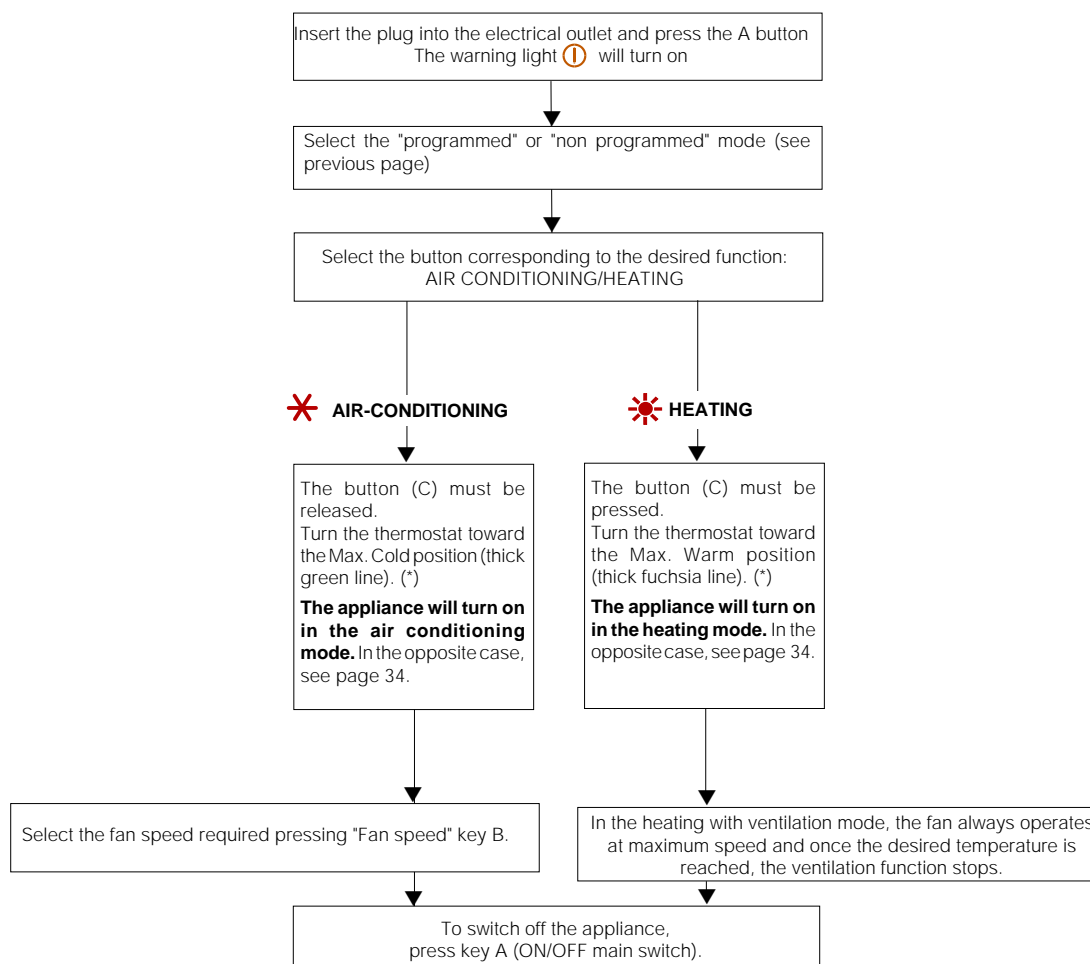 Insert the plug into the electrical outlet and press the A button
The warning light will turn on
Select the "programmed" or "non programmed" mode (see
previous page)
Select the button corresponding to the desired function:
AIR CONDITIONING/HEATING
AIR-CONDITIONING
The button (C) must be
released.
Turn the thermostat toward
the Max. Cold position (thick
green line). (*)
The appliance will turn on
in the air conditioning
mode. In the opposite case,
see page 34.
Select the fan speed required pressing "Fan speed" key B.
HEATING
The button (C) must be
pressed.
Turn the thermostat toward
the Max. Warm position
(thick fuchsia line). (*)
The appliance will turn on
in the heating mode. In the
opposite case, see page 34.
In the heating with ventilation mode, the fan always operates
at maximum speed and once the desired temperature is
reached, the ventilation function stops.
To switch off the appliance,
press key A (ON/OFF main switch).